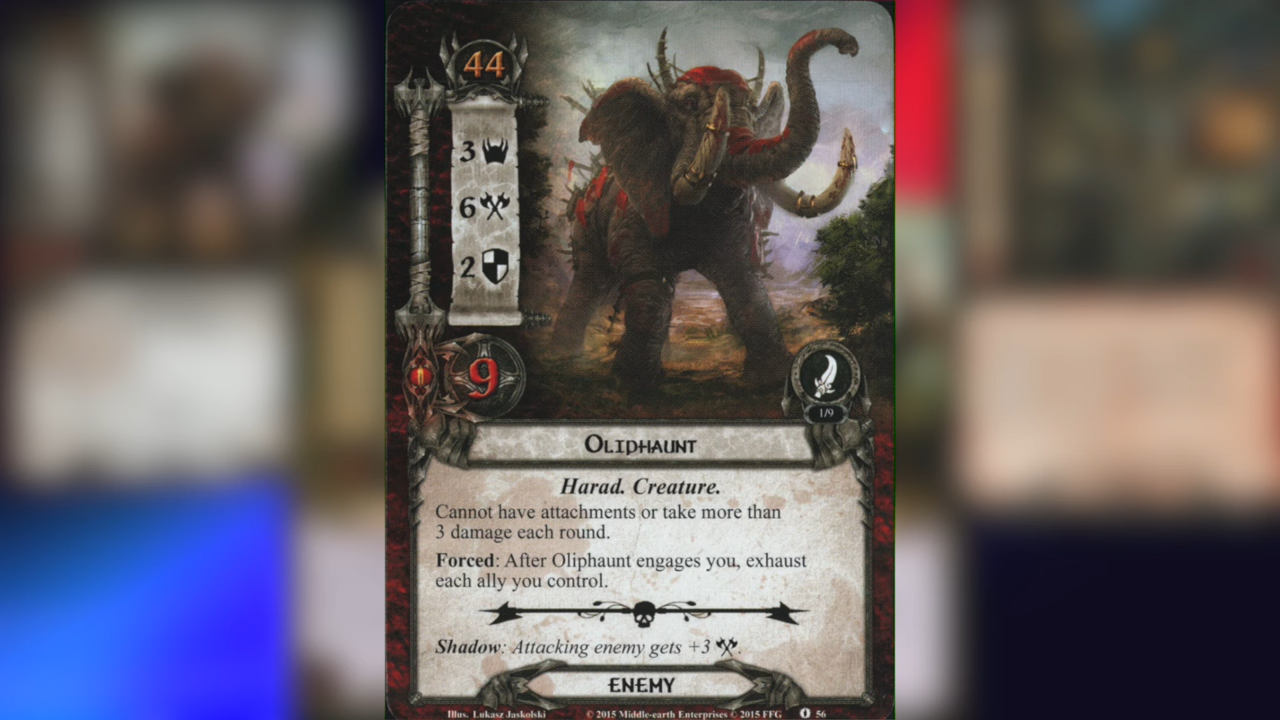 44
3
6
2
9
1/9
Oliphaunt
Harad. Creature.
Cannot have attachments or take more than
3 damage each round.
Forced: After Oliphaunt engages you, exhaust
each ally you control.
Shadow: Attacking enemy gets +3 .
ENEMY
Illus. Lukasz Jaskolski © 2015 Middle-earth Enterprises © 2015 FFG 56